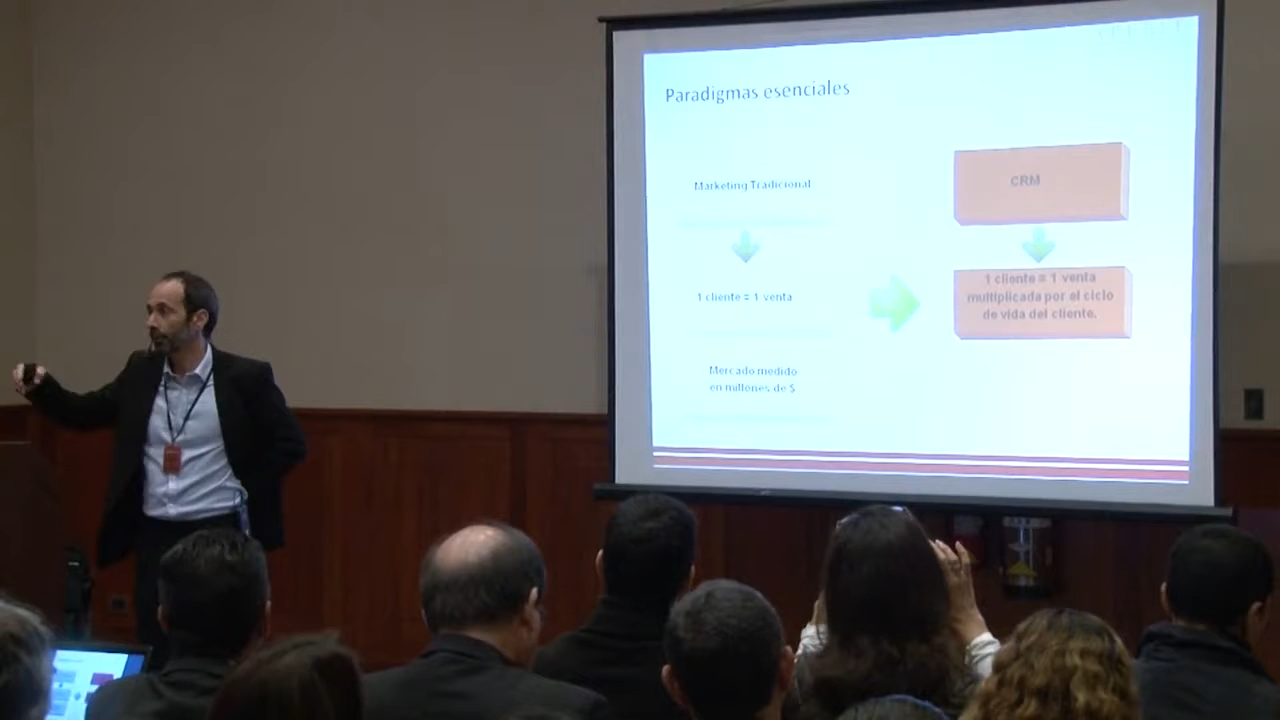 Paradigmas esenciales
Marketing Tradicional
1 cliente = 1 venta
Mercado medido
en millones de $
CRM
1 cliente = 1 venta
multiplicada por el ciclo
de vida del cliente.